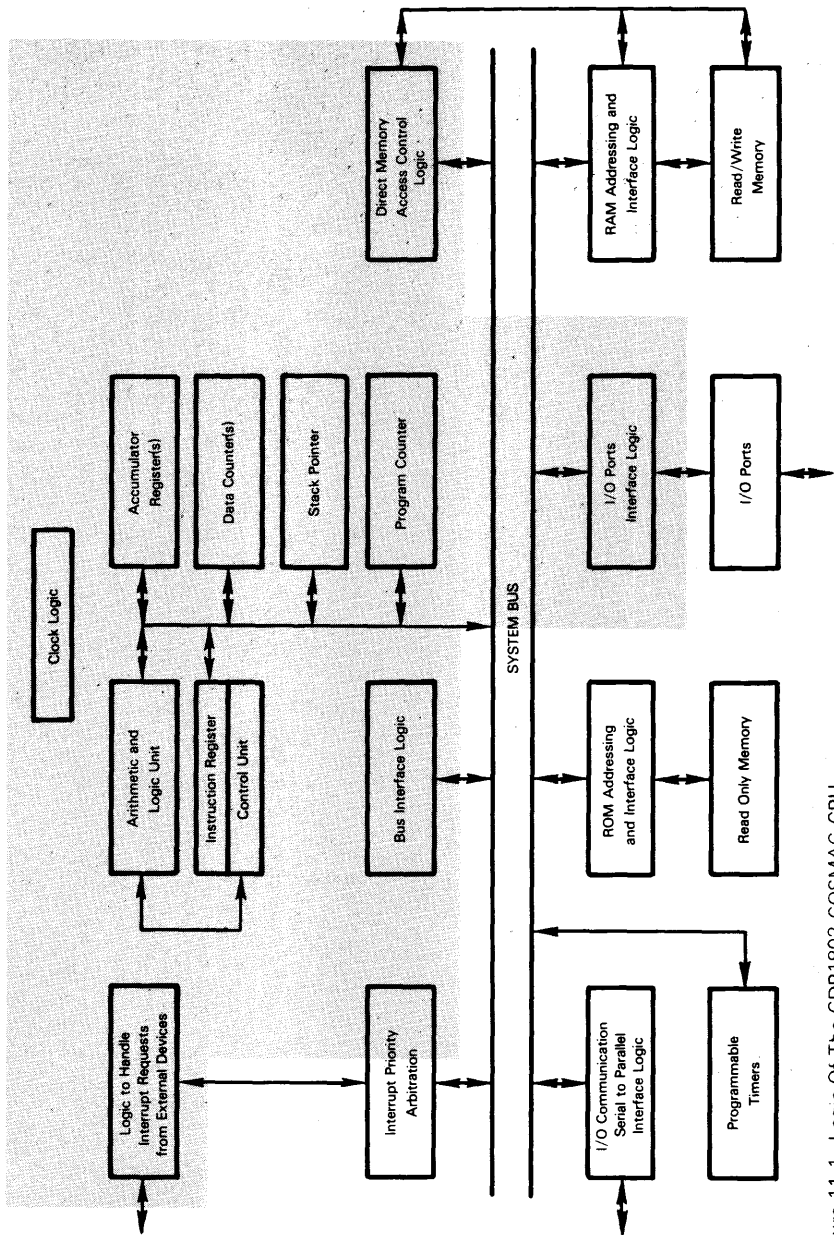 Clock Logic
Logic to Handle
Interrupt Requests
from External Devices
Arithmetic and
Logic Unit
Accumulator
Register(s)
Instruction Register
Control Unit
Data Counter(s)
Stack Pointer
Interrupt Priority
Arbitration
Bus Interface Logic
Program Counter
Direct Memory
Access Control
Logic
SYSTEM BUS
I/O Communication
Serial to Parallel
Interface Logic
ROM Addressing
and Interface Logic
I/O Ports
Interface Logic
RAM Addressing and
Interface Logic
Programmable
Timers
Read Only Memory
I/O Ports
Read/Write
Memory
11-1. Logic Of The CDP1802 COSMAC CPU